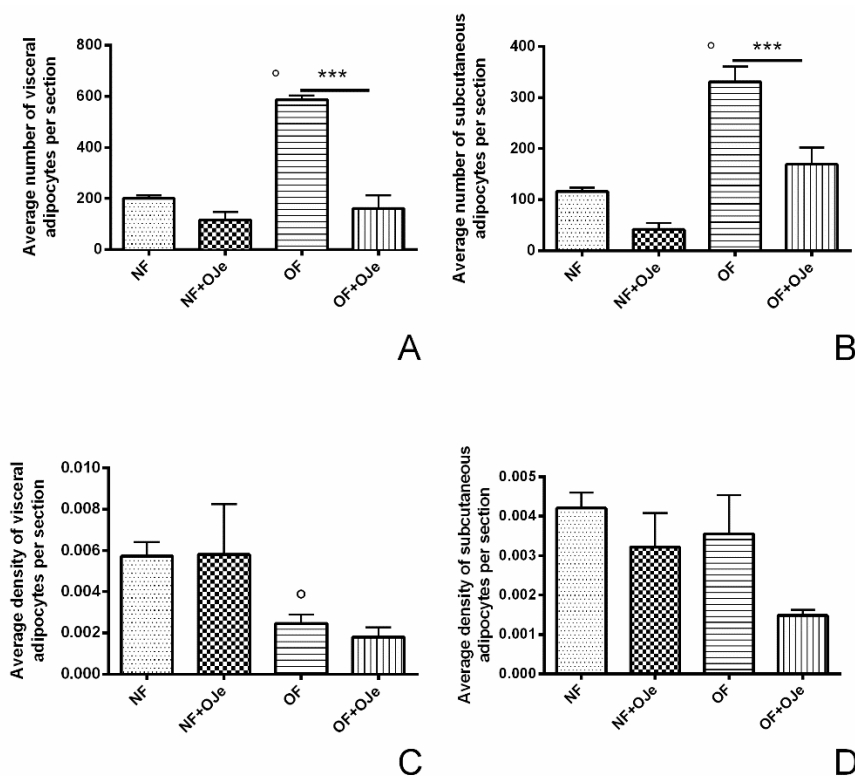 Average number of visceral
adipocytes per section
800
600
400
200
0
°
***
NF
NF+OJe
OF
OF+OJe
A
Average number of subcutaneous
adipocytes per section
400
300
200
100
0
°
***
NF
NF+OJe
OF
OF+OJe
B
Average density of visceral
adipocytes per section
0.010
0.008
0.006
0.004
0.002
0.000
°
NF
NF+OJe
OF
OF+OJe
C
Average density of subcutaneous
adipocytes per section
0.005
0.004
0.003
0.002
0.001
0.000
NF
NF+OJe
OF
OF+OJe
D